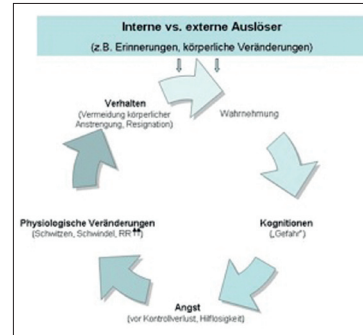 Interne vs. externe Auslöser
(z.B. Erinnerungen, körperliche Veränderungen)
Verhalten
(Vermeidung körperlicher
Anstrengung, Resignation)
Wahrnehmung
Physiologische Veränderungen
(Schwitzen, Schwindel, RR⬆⬆)
Kognitionen
(„Gefahr“)
Angst
(vor Kontrollverlust, Hilflosigkeit)